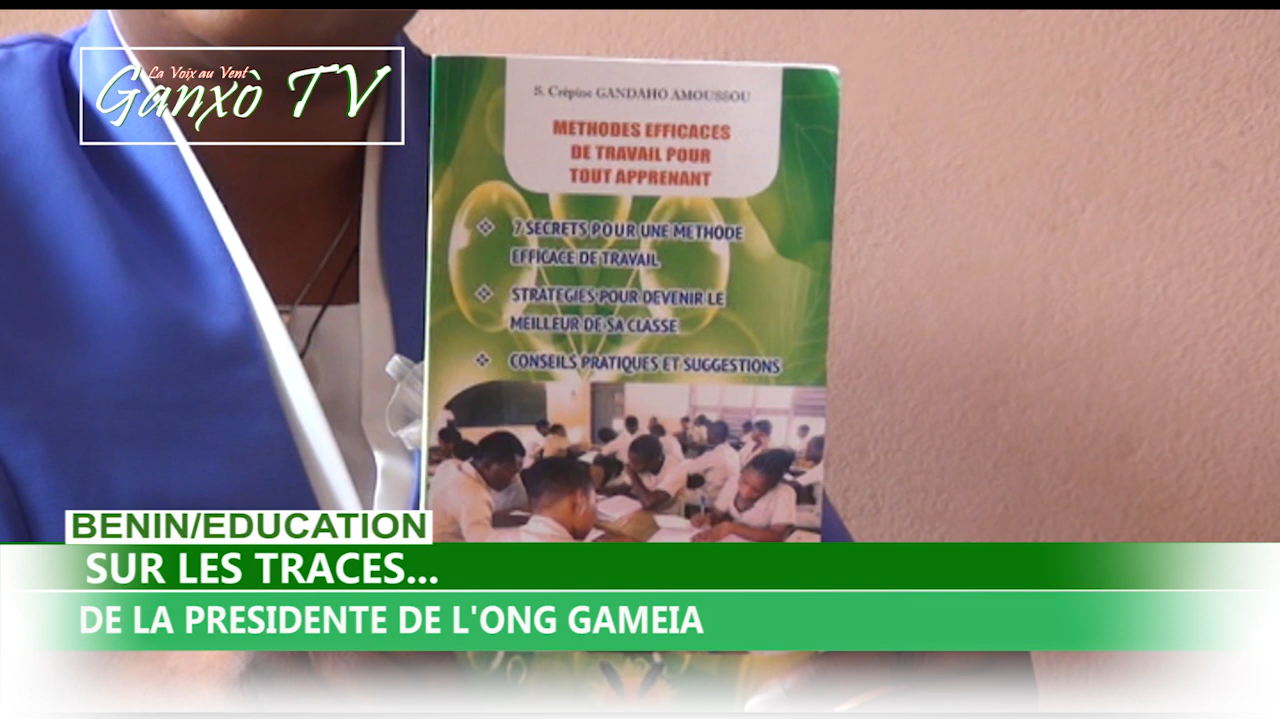 La Voix au Vent
Ganxò TV
S. Crépine GANDAHO AMOUSSOU
METHODES EFFICACES
DE TRAVAIL POUR
TOUT APPRENANT
7 SECRETS POUR UNE METHODE
EFFICACE DE TRAVAIL
STRATEGIES POUR DEVENIR LE
MEILLEUR DE SA CLASSE
CONSEILS PRATIQUES ET SUGGESTIONS
BENIN/EDUCATION
SUR LES TRACES...
DE LA PRESIDENTE DE L'ONG GAMEIA